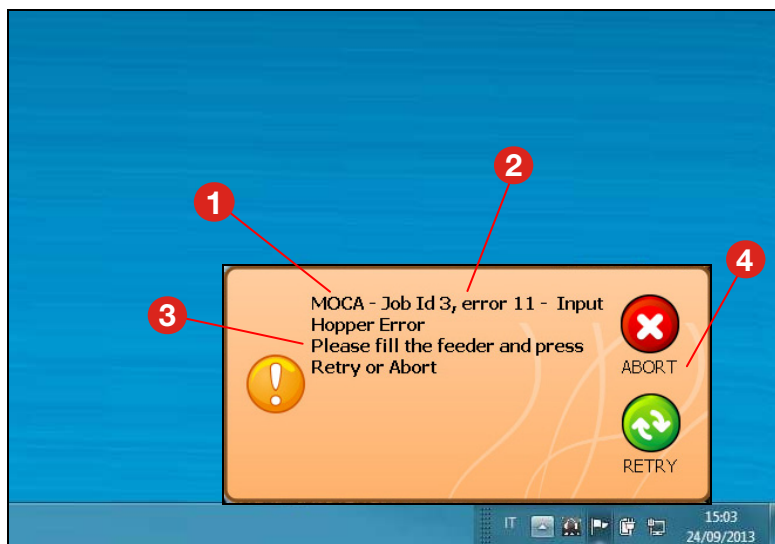 2
1
4
3
MOCA - Job Id 3, error 11 - Input
Hopper Error
Please fill the feeder and press
Retry or Abort
ABORT
RETRY
IT
15:03
24/09/2013